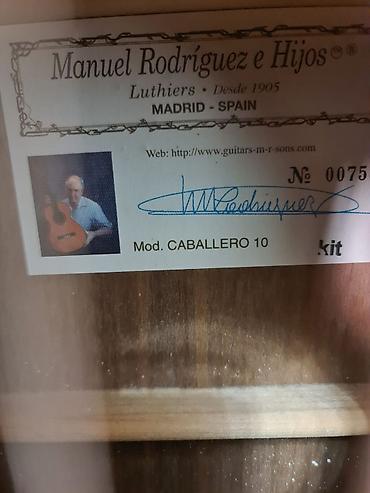 Manuel Rodríguez e Hijos ® ®
Luthiers • Desde 1905
MADRID - SPAIN
Web: http://www.guitars-m-r-sons.com
№ 0075
M Rodriguez
Mod. CABALLERO 10
kit